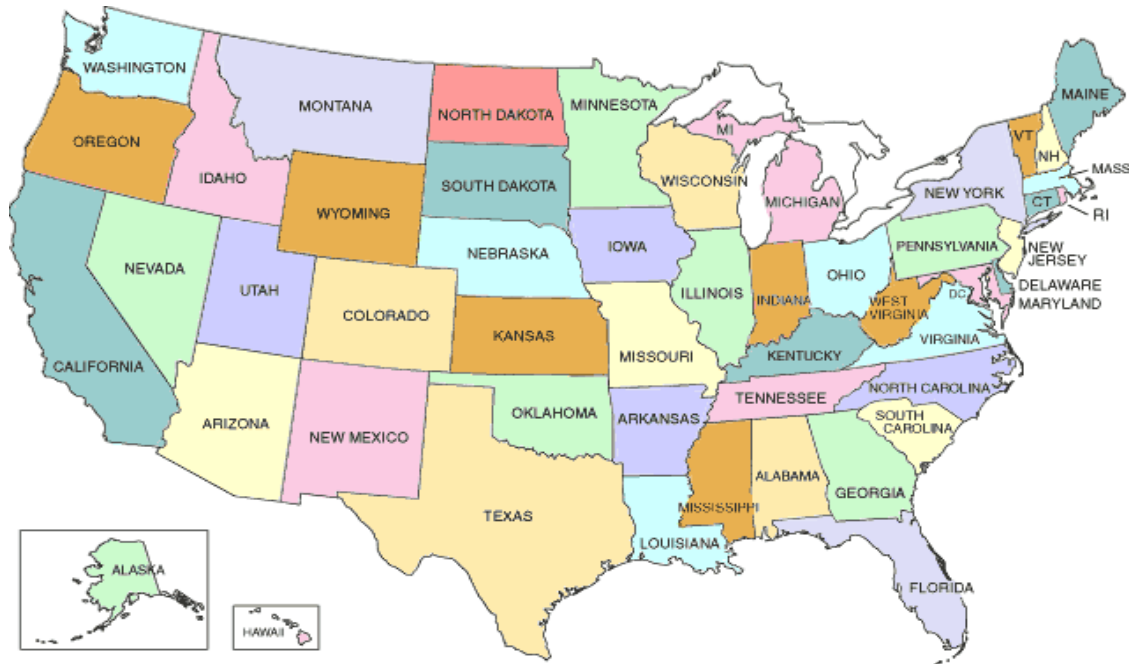 WASHINGTON
MONTANA
NORTH DAKOTA
MINNESOTA
MAINE
OREGON
IDAHO
SOUTH DAKOTA
WISCONSIN
MI
MICHIGAN
VT
NH
MASS
NEW YORK
CT
RI
WYOMING
NEBRASKA
IOWA
PENNSYLVANIA
NEW
JERSEY
NEVADA
UTAH
COLORADO
ILLINOIS
INDIANA
OHIO
WEST
VIRGINIA
DC
DELAWARE
MARYLAND
CALIFORNIA
KANSAS
MISSOURI
KENTUCKY
VIRGINIA
ARIZONA
NEW MEXICO
OKLAHOMA
ARKANSAS
TENNESSEE
NORTH CAROLINA
SOUTH
CAROLINA
TEXAS
LOUISIANA
MISSISSIPPI
ALABAMA
GEORGIA
FLORIDA
ALASKA
HAWAII